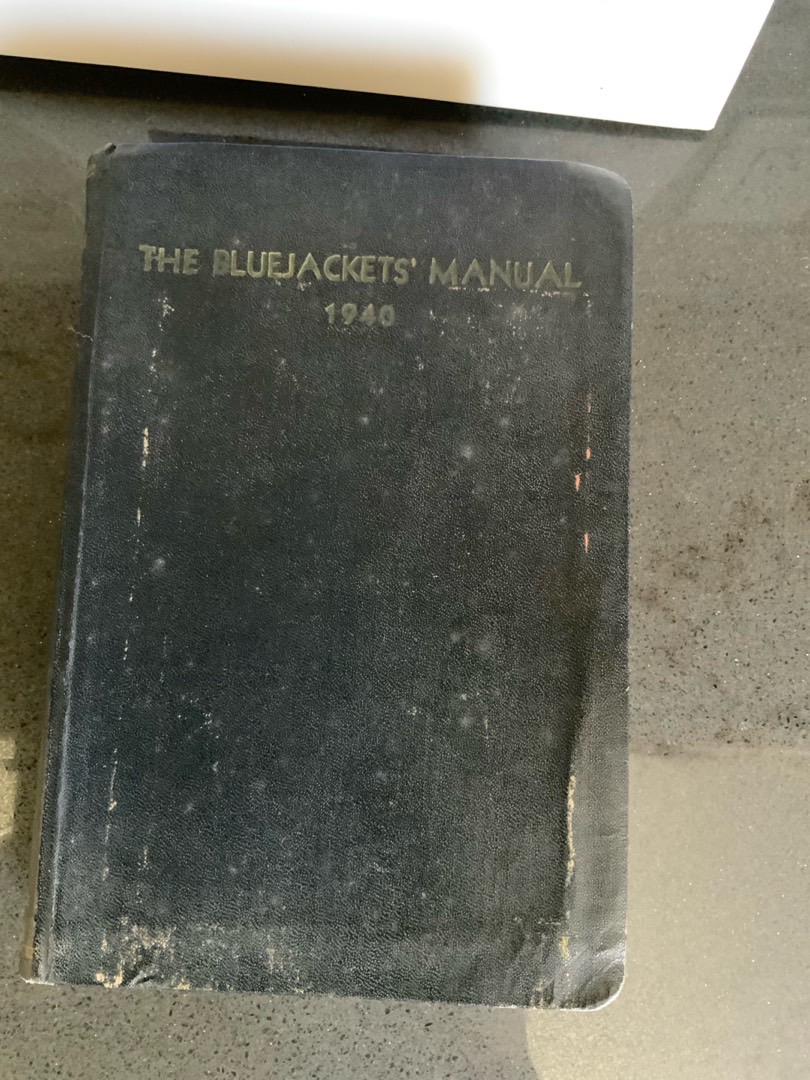 THE BLUEJACKETS' MANUAL
1940